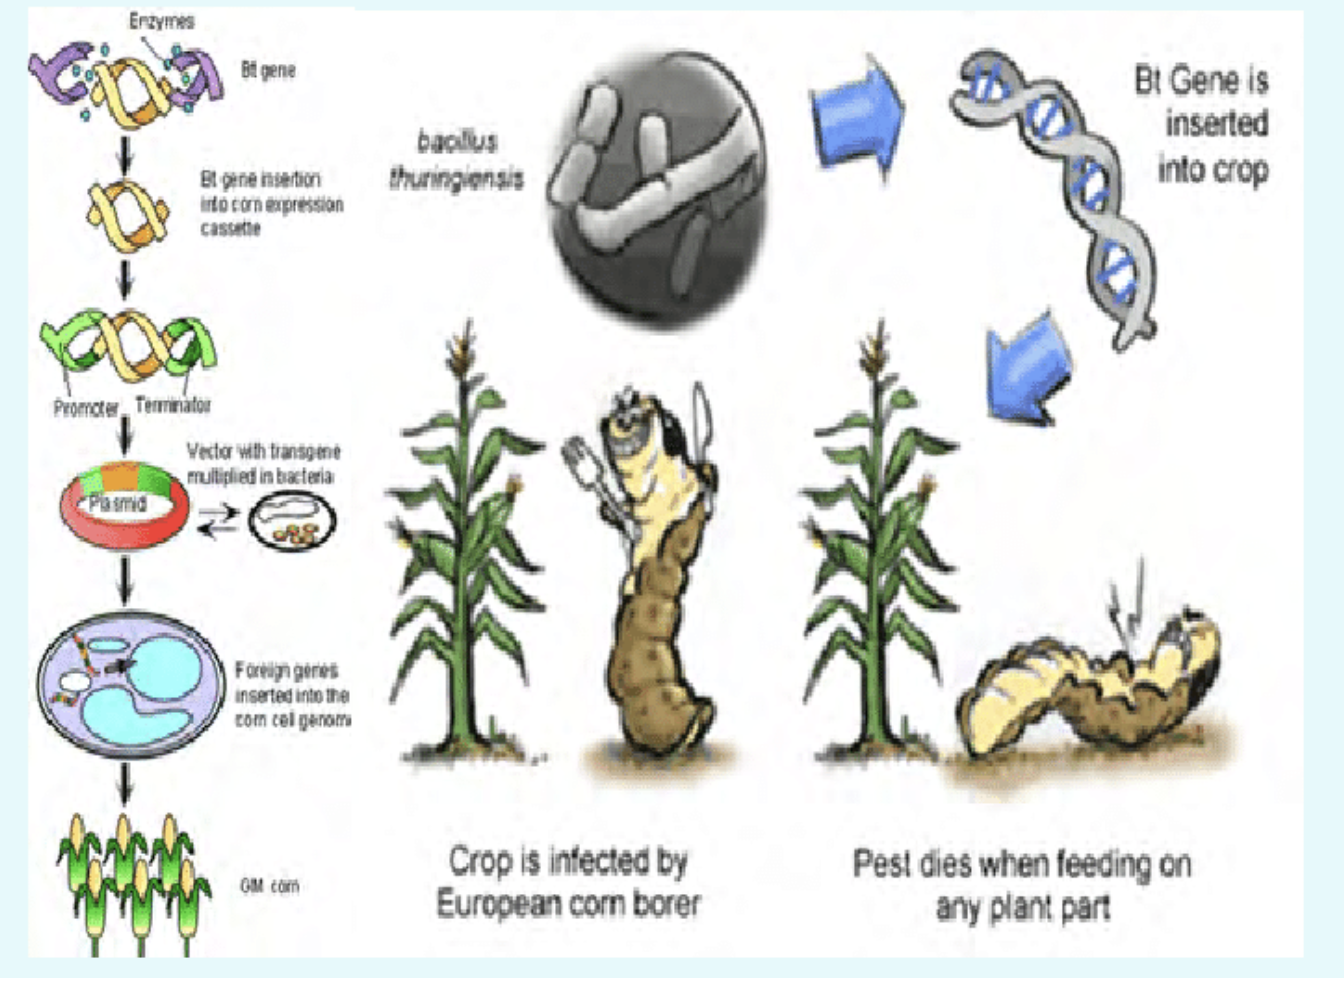 Enzymes
Bt gene
Bt gene insertion
into corn expression
cassette
Promoter
Terminator
Vector with transgene
multiplied in bacteria
Plasmid
Foreign genes
inserted into the
corn cell genom
GM corn
bacillus
thuringiensis
Bt Gene is
inserted
into crop
Crop is infected by
European corn borer
Pest dies when feeding on
any plant part